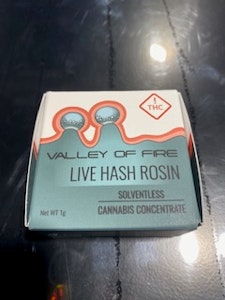 !
THC
VALLEY OF FIRE
LIVE HASH ROSIN
SOLVENTLESS
CANNABIS CONCENTRATE
Net WT 1g